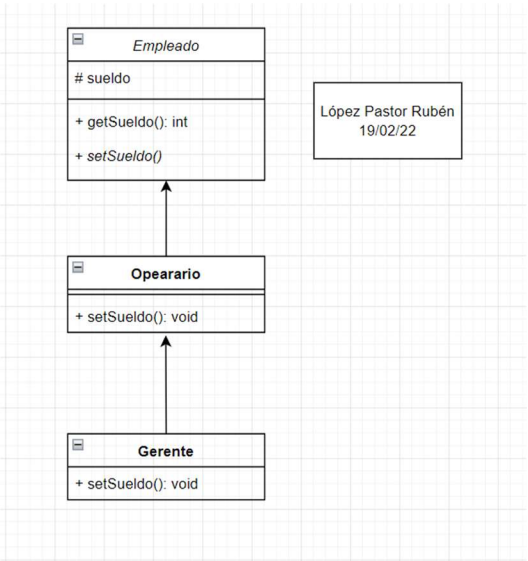 Empleado
# sueldo
+ getSueldo(): int
+ setSueldo()
López Pastor Rubén
19/02/22
Opearario
+ setSueldo(): void
Gerente
+ setSueldo(): void